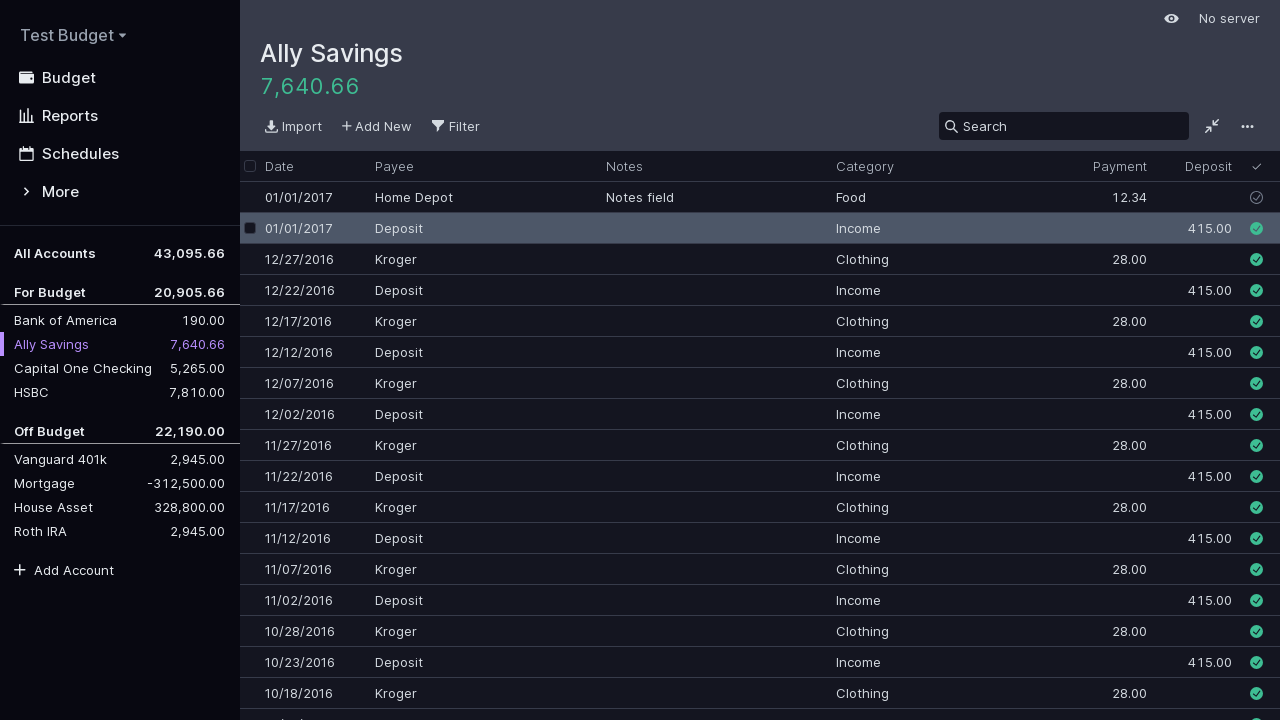 Test Budget
Budget
Reports
Schedules
More
All Accounts 43,095.66
For Budget 20,905.66
Bank of America 190.00
Ally Savings 7,640.66
Capital One Checking 5,265.00
HSBC 7,810.00
Off Budget 22,190.00
Vanguard 401k 2,945.00
Mortgage -312,500.00
House Asset 328,800.00
Roth IRA 2,945.00
Add Account
No server
Ally Savings
7,640.66
Import Add New Filter Search
Date Payee Notes Category Payment Deposit
01/01/2017 Home Depot Notes field Food 12.34
01/01/2017 Deposit Income 415.00
12/27/2016 Kroger Clothing 28.00
12/22/2016 Deposit Income 415.00
12/17/2016 Kroger Clothing 28.00
12/12/2016 Deposit Income 415.00
12/07/2016 Kroger Clothing 28.00
12/02/2016 Deposit Income 415.00
11/27/2016 Kroger Clothing 28.00
11/22/2016 Deposit Income 415.00
11/17/2016 Kroger Clothing 28.00
11/12/2016 Deposit Income 415.00
11/07/2016 Kroger Clothing 28.00
11/02/2016 Deposit Income 415.00
10/28/2016 Kroger Clothing 28.00
10/23/2016 Deposit Income 415.00
10/18/2016 Kroger Clothing 28.00